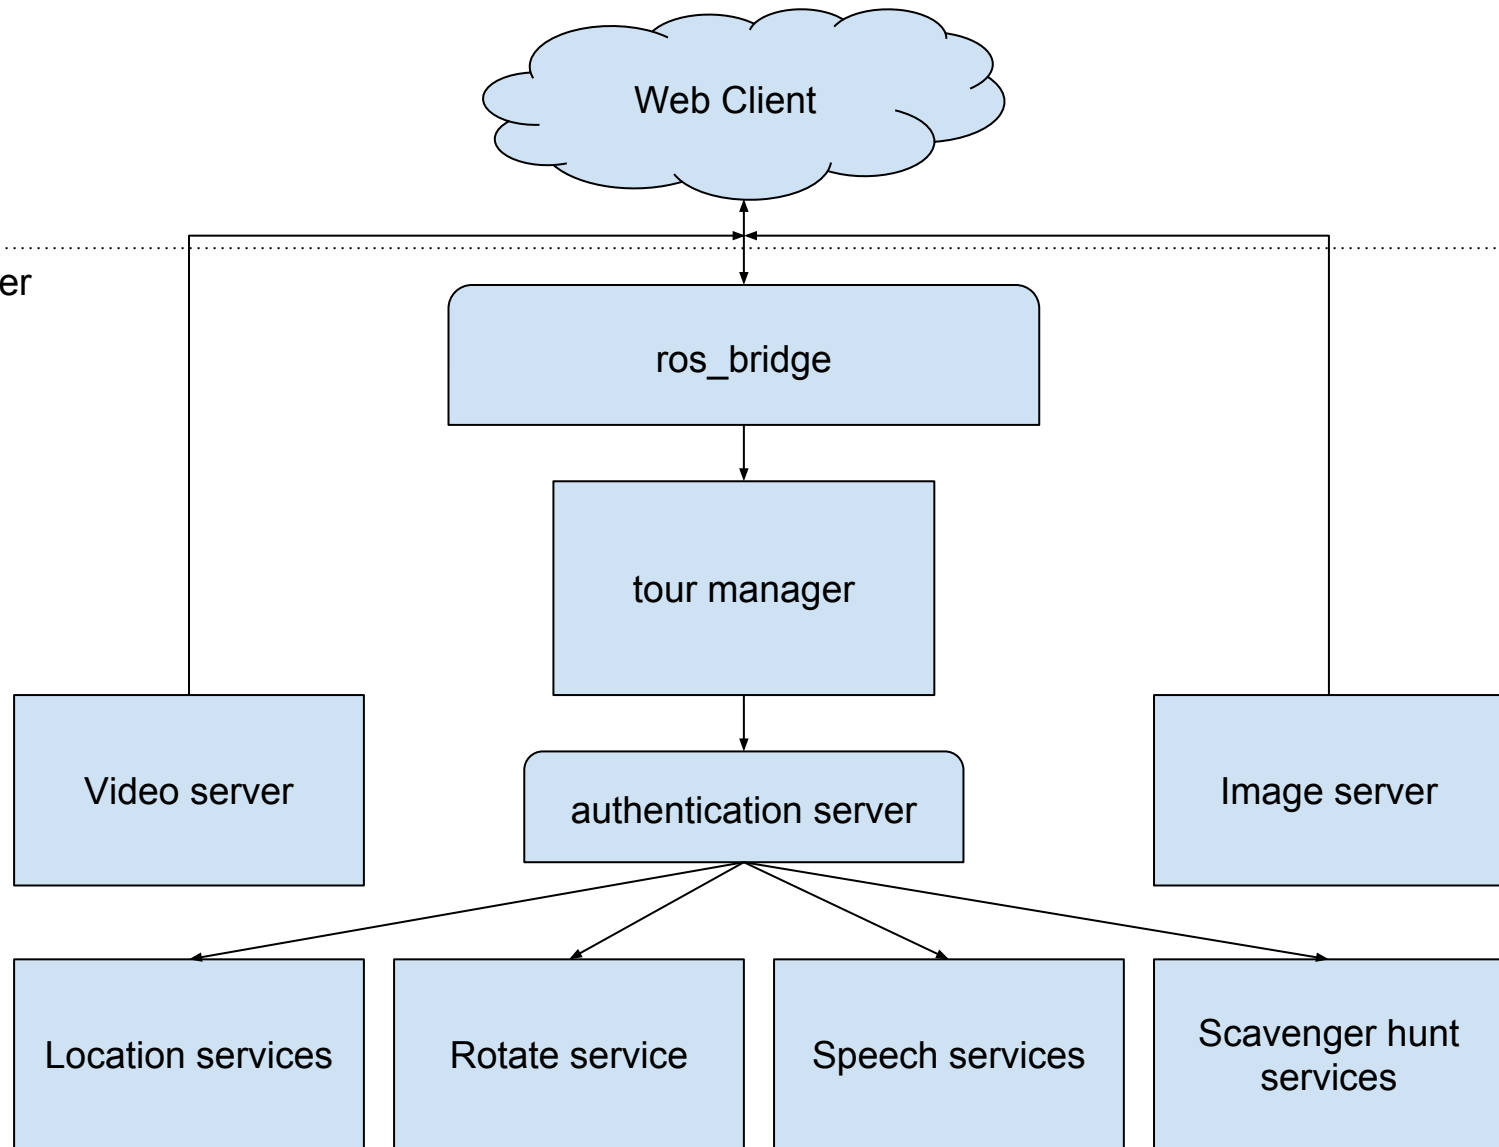 Web Client
er
ros_bridge
tour manager
Video server
authentication server
Image server
Location services
Rotate service
Speech services
Scavenger hunt
services